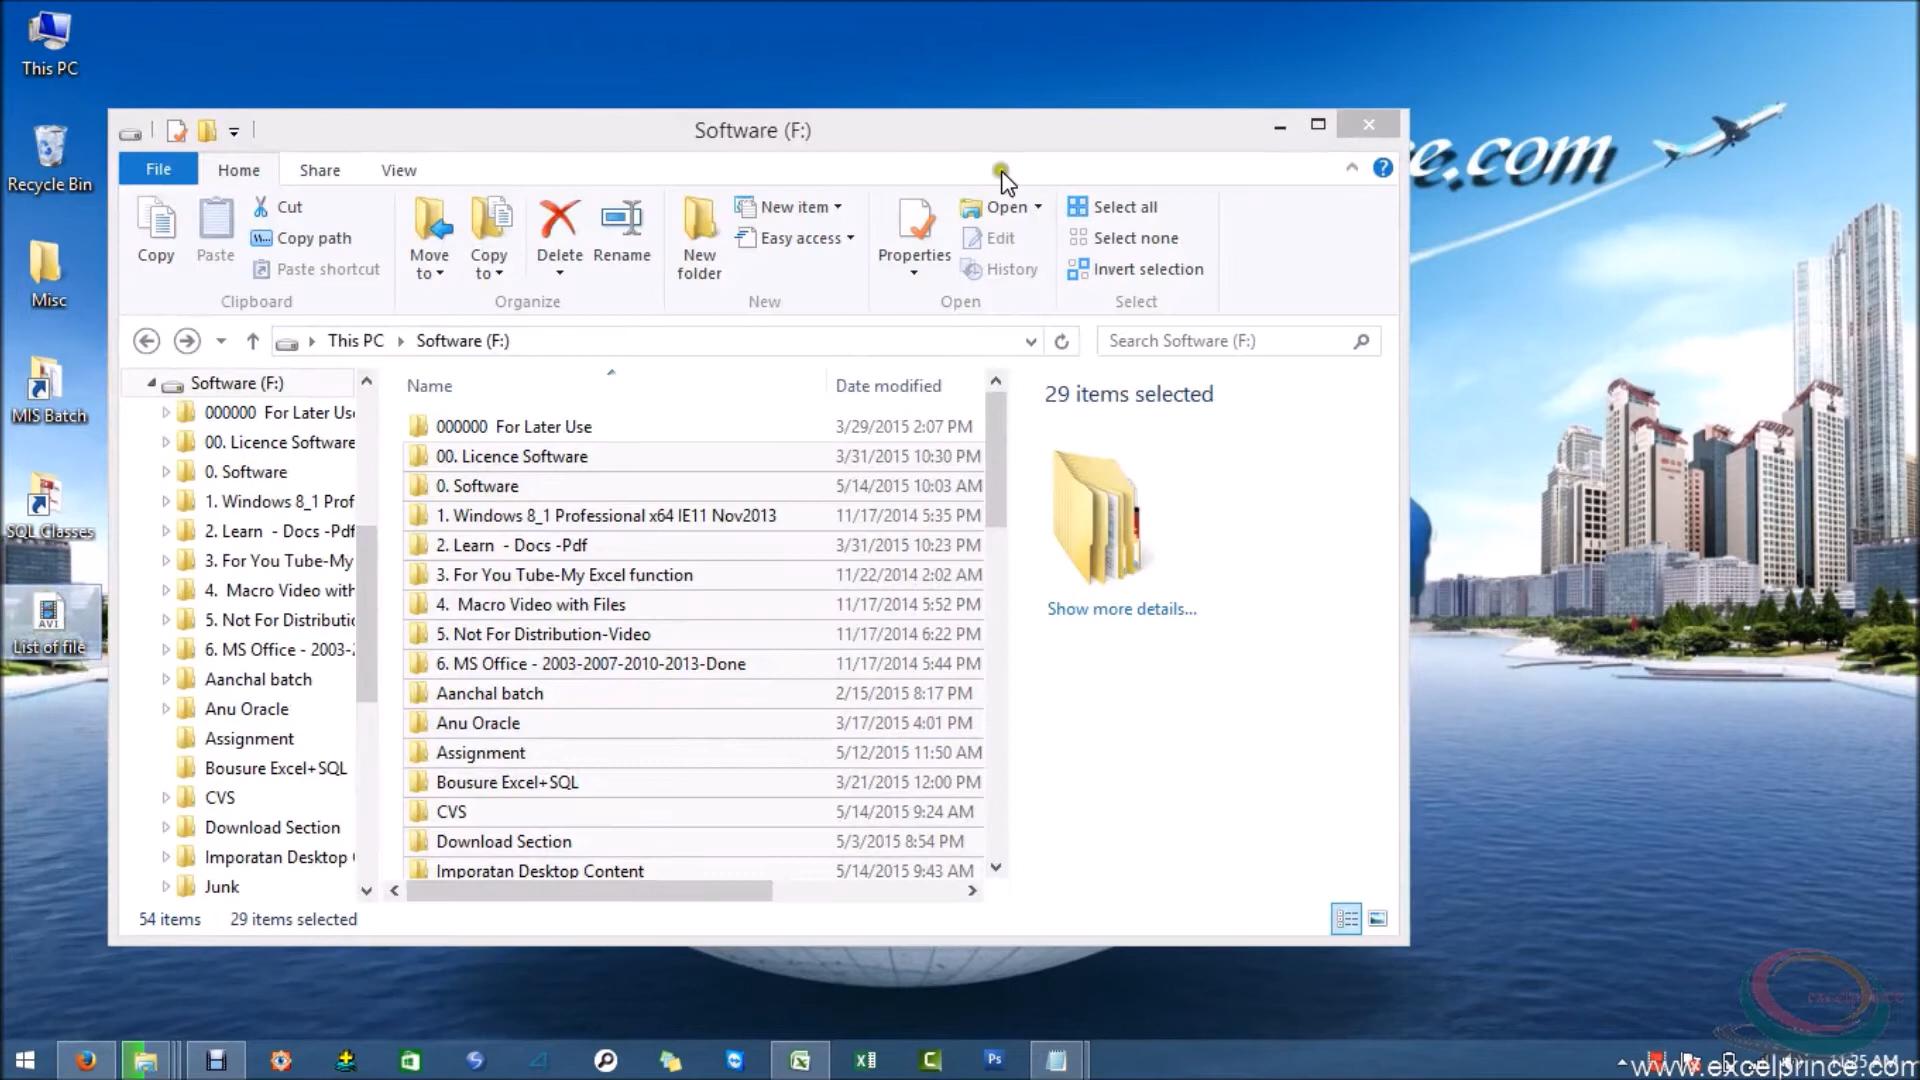 This PC
Recycle Bin
Misc
MIS Batch
SQL Classes
AVI
List of file
e.com
Software (F:)
File
Home
Share
View
Copy
Paste
Cut
Copy path
Paste shortcut
Clipboard
Move to
Copy to
Delete
Rename
Organize
New folder
New item
Easy access
New
Properties
Open
Edit
History
Open
Select all
Select none
Invert selection
Select
This PC
Software (F:)
Search Software (F:)
Software (F:)
000000 For Later Use
00. Licence Software
0. Software
1. Windows 8_1 Prof
2. Learn - Docs -Pdf
3. For You Tube-My
4. Macro Video with
5. Not For Distributio
6. MS Office - 2003-2
Aanchal batch
Anu Oracle
Assignment
Bousure Excel+SQL
CVS
Download Section
Imporatan Desktop
Junk
Name Date modified
000000 For Later Use 3/29/2015 2:07 PM
00. Licence Software 3/31/2015 10:30 PM
0. Software 5/14/2015 10:03 AM
1. Windows 8_1 Professional x64 IE11 Nov2013 11/17/2014 5:35 PM
2. Learn - Docs -Pdf 3/31/2015 10:23 PM
3. For You Tube-My Excel function 11/22/2014 2:02 AM
4. Macro Video with Files 11/17/2014 5:52 PM
5. Not For Distribution-Video 11/17/2014 6:22 PM
6. MS Office - 2003-2007-2010-2013-Done 11/17/2014 5:44 PM
Aanchal batch 2/15/2015 8:17 PM
Anu Oracle 3/17/2015 4:01 PM
Assignment 5/12/2015 11:50 AM
Bousure Excel+SQL 3/21/2015 12:00 PM
CVS 5/14/2015 9:24 AM
Download Section 5/3/2015 8:54 PM
Imporatan Desktop Content 5/14/2015 9:43 AM
29 items selected
Show more details...
54 items 29 items selected
excelprince
Ps
www.excelprince.com